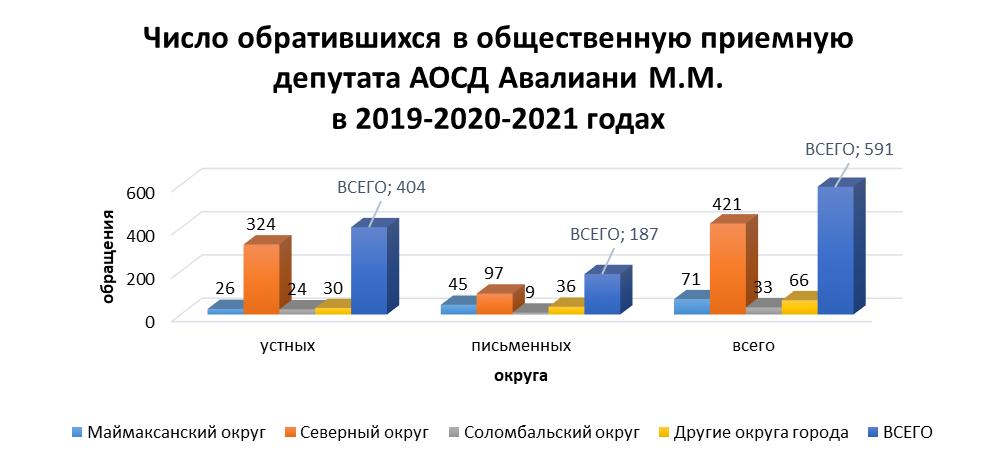 Число обратившихся в общественную приемную
депутата АОСД Авалиани М.М.
в 2019-2020-2021 годах
обращения
600
400
200
0
26
324
24
30
ВСЕГО; 404
45
97
9
36
ВСЕГО; 187
71
421
33
66
ВСЕГО; 591
устных
письменных
всего
округа
Маймаксанский округ
Северный округ
Соломбальский округ
Другие округа города
ВСЕГО